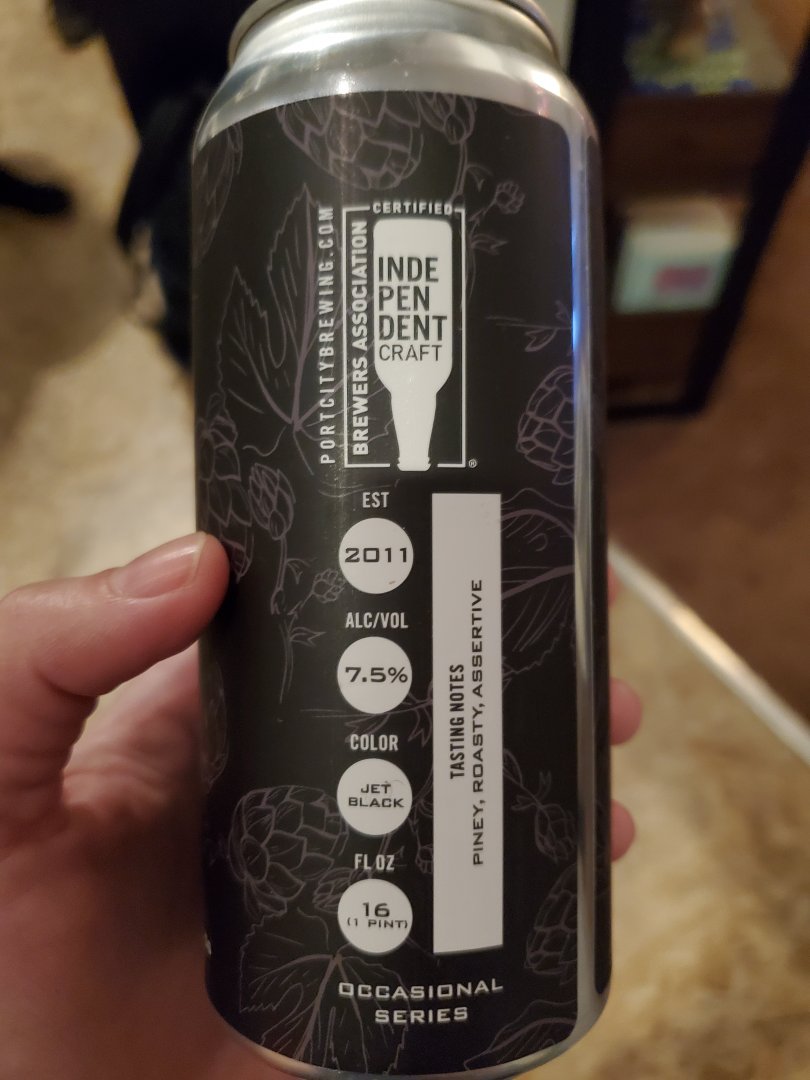 PORTCITYBREWING.COM
BREWERS ASSOCIATION
CERTIFIED
INDE
PEN
DENT
CRAFT
®
EST
2011
ALC/VOL
7.5%
COLOR
JET
BLACK
FL OZ
16
(1 PINT)
TASTING NOTES
PINEY, ROASTY, ASSERTIVE
OCCASIONAL
SERIES